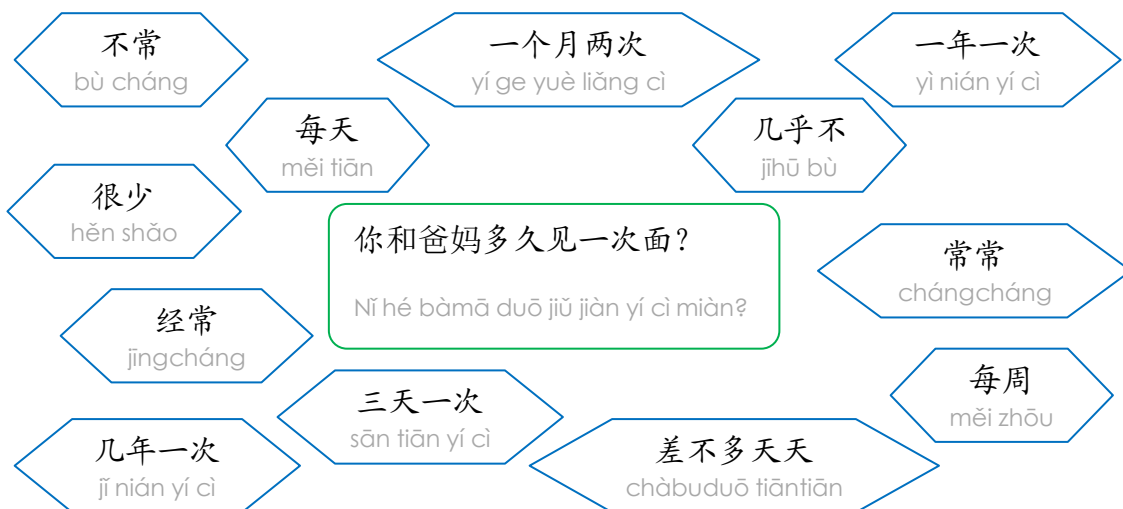 不常
bù cháng
一个月两次
yí ge yuè liǎng cì
一年一次
yì nián yí cì
每天
měi tiān
几乎不
jīhū bù
很少
hěn shǎo
你和爸妈多久见一次面？
Nǐ hé bàmā duō jiǔ jiàn yí cì miàn?
常常
chángcháng
经常
jīngcháng
每周
měi zhōu
三天一次
sān tiān yí cì
几年一次
jǐ nián yí cì
差不多天天
chàbuduō tiāntiān